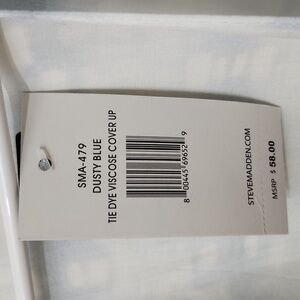 SMA-479
DUSTY BLUE
TIE DYE VISCOSE COVER UP
8 00445 69652 9
STEVEMADDEN.COM
MSRP $ 58.00